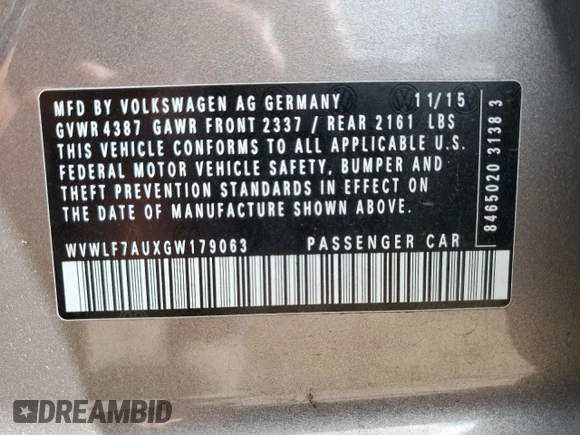 MFD BY VOLKSWAGEN AG GERMANY 11/15
GVWR 4387 GAWR FRONT 2337 / REAR 2161 LBS
THIS VEHICLE CONFORMS TO ALL APPLICABLE U.S.
FEDERAL MOTOR VEHICLE SAFETY, BUMPER AND
THEFT PREVENTION STANDARDS IN EFFECT ON
THE DATE OF MANUFACTURE SHOWN ABOVE.
WVWLF7AUXGW179063 PASSENGER CAR
8465020 3138 3
DREAMBID